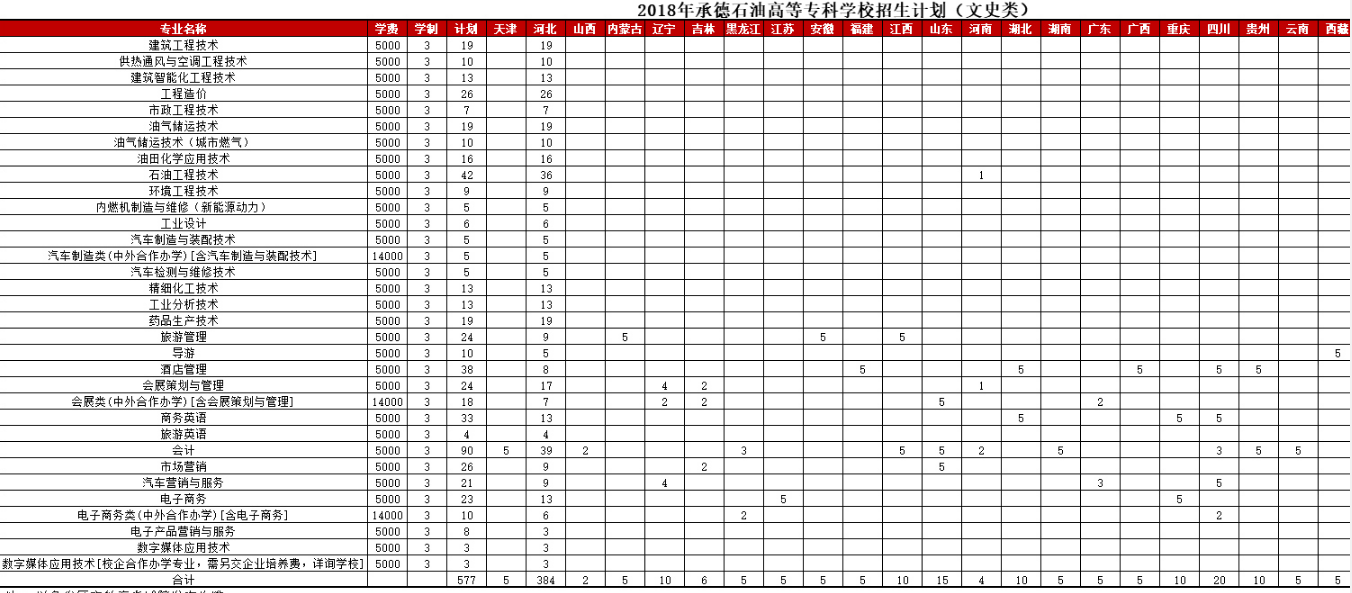 2018年承德石油高等专科学校招生计划（文史类）
专业名称 学费 学制 计划 天津 河北 山西 内蒙古 辽宁 吉林 黑龙江 江苏 安徽 福建 江西 山东 河南 湖北 湖南 广东 广西 重庆 四川 贵州 云南 西藏
建筑工程技术 5000 3 19 19
供热通风与空调工程技术 5000 3 10 10
建筑智能化工程技术 5000 3 13 13
工程造价 5000 3 26 26
市政工程技术 5000 3 7 7
油气储运技术 5000 3 19 19
油气储运技术（城市燃气） 5000 3 10 10
油田化学应用技术 5000 3 16 16
石油工程技术 5000 3 42 36 1
环境工程技术 5000 3 9 9
内燃机制造与维修（新能源动力） 5000 3 5 5
工业设计 5000 3 6 6
汽车制造与装配技术 5000 3 5 5
汽车制造类(中外合作办学)[含汽车制造与装配技术] 14000 3 5 5
汽车检测与维修技术 5000 3 5 5
精细化工技术 5000 3 13 13
工业分析技术 5000 3 13 13
药品生产技术 5000 3 19 19
旅游管理 5000 3 24 9 5 5 5
导游 5000 3 10 5 5
酒店管理 5000 3 38 8 5 5 5 5 5
会展策划与管理 5000 3 24 17 4 2 1
会展类(中外合作办学)[含会展策划与管理] 14000 3 18 7 2 2 5 2
商务英语 5000 3 33 13 5 5 5
旅游英语 5000 3 4 4
会计 5000 3 90 5 39 2 3 5 5 2 5 3 5 5
市场营销 5000 3 26 9 2 5
汽车营销与服务 5000 3 21 9 4 3 5
电子商务 5000 3 23 13 5 5
电子商务类(中外合作办学)[含电子商务] 14000 3 10 6 2 2
电子产品营销与服务 5000 3 8 3
数字媒体应用技术 5000 3 3 3
数字媒体应用技术[校企合作办学专业，需另交企业培养费，详询学校] 5000 3 3 3
合计 577 5 384 2 5 10 6 5 5 5 5 10 15 4 10 5 5 5 10 20 10 5 5